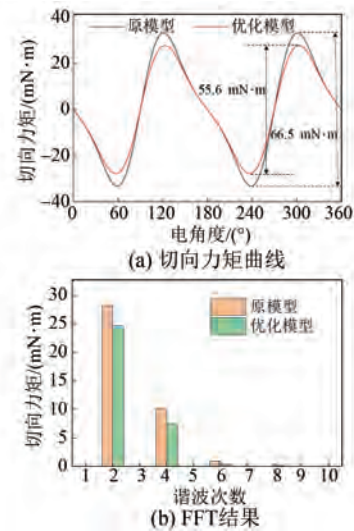 40
原模型 优化模型
20
0
−20
−40
切向力矩/(mN·m)
55.6 mN·m
66.5 mN·m
0 60 120 180 240 300 360
电角度/(°)
(a) 切向力矩曲线
30
25
20
15
10
5
0
切向力矩/(mN·m)
原模型
优化模型
1 2 3 4 5 6 7 8 9 10
谐波次数
(b) FFT结果